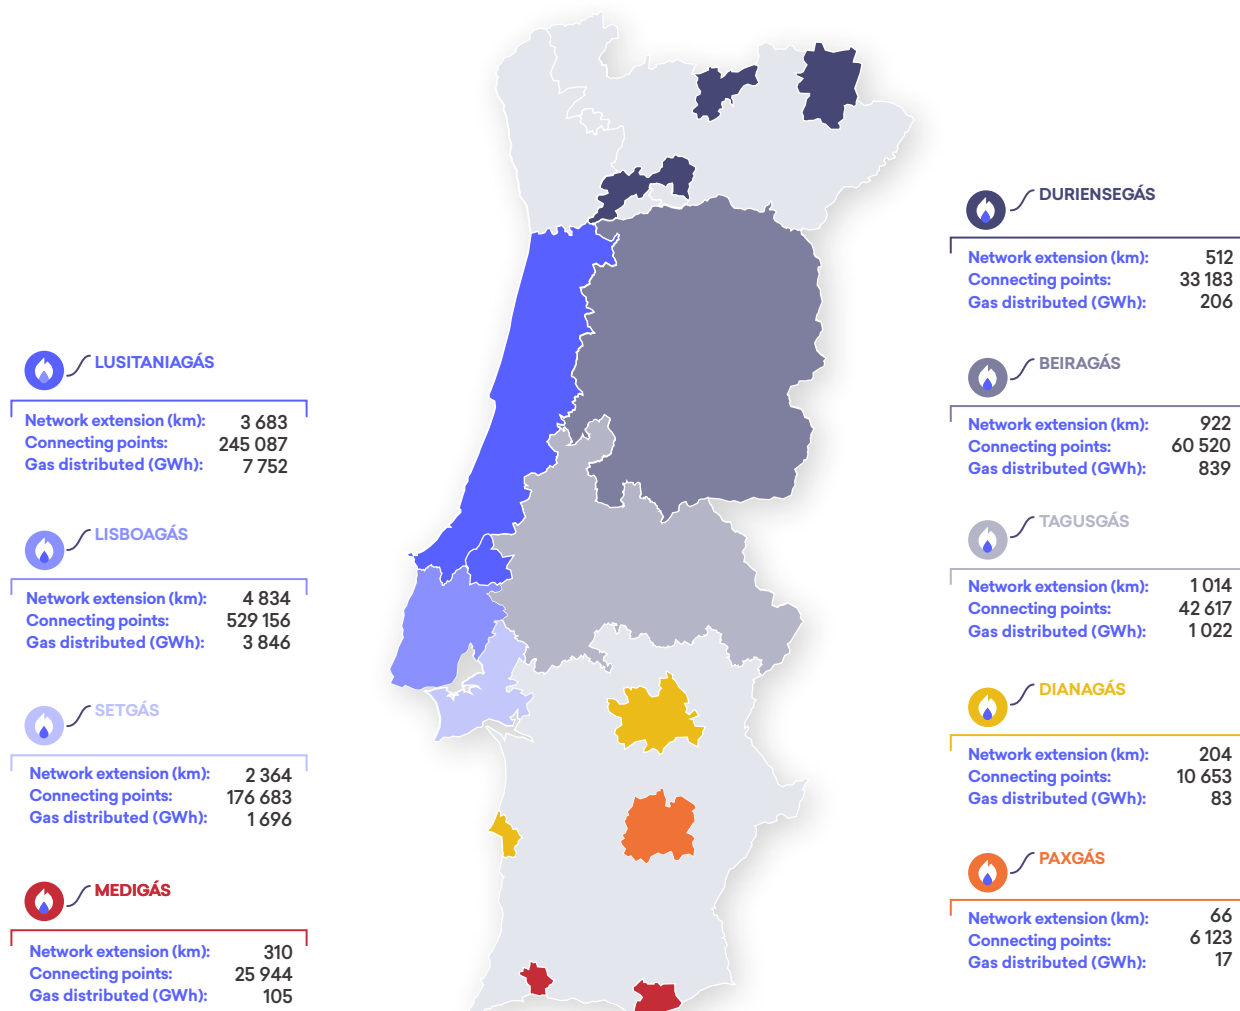 LUSITANIAGÁS
Network extension (km): 3 683
Connecting points: 245 087
Gas distributed (GWh): 7 752
LISBOAGÁS
Network extension (km): 4 834
Connecting points: 529 156
Gas distributed (GWh): 3 846
SETGÁS
Network extension (km): 2 364
Connecting points: 176 683
Gas distributed (GWh): 1 696
MEDIGÁS
Network extension (km): 310
Connecting points: 25 944
Gas distributed (GWh): 105
DURIENSEGÁS
Network extension (km): 512
Connecting points: 33 183
Gas distributed (GWh): 206
BEIRAGÁS
Network extension (km): 922
Connecting points: 60 520
Gas distributed (GWh): 839
TAGUSGÁS
Network extension (km): 1 014
Connecting points: 42 617
Gas distributed (GWh): 1 022
DIANAGÁS
Network extension (km): 204
Connecting points: 10 653
Gas distributed (GWh): 83
PAXGÁS
Network extension (km): 66
Connecting points: 6 123
Gas distributed (GWh): 17